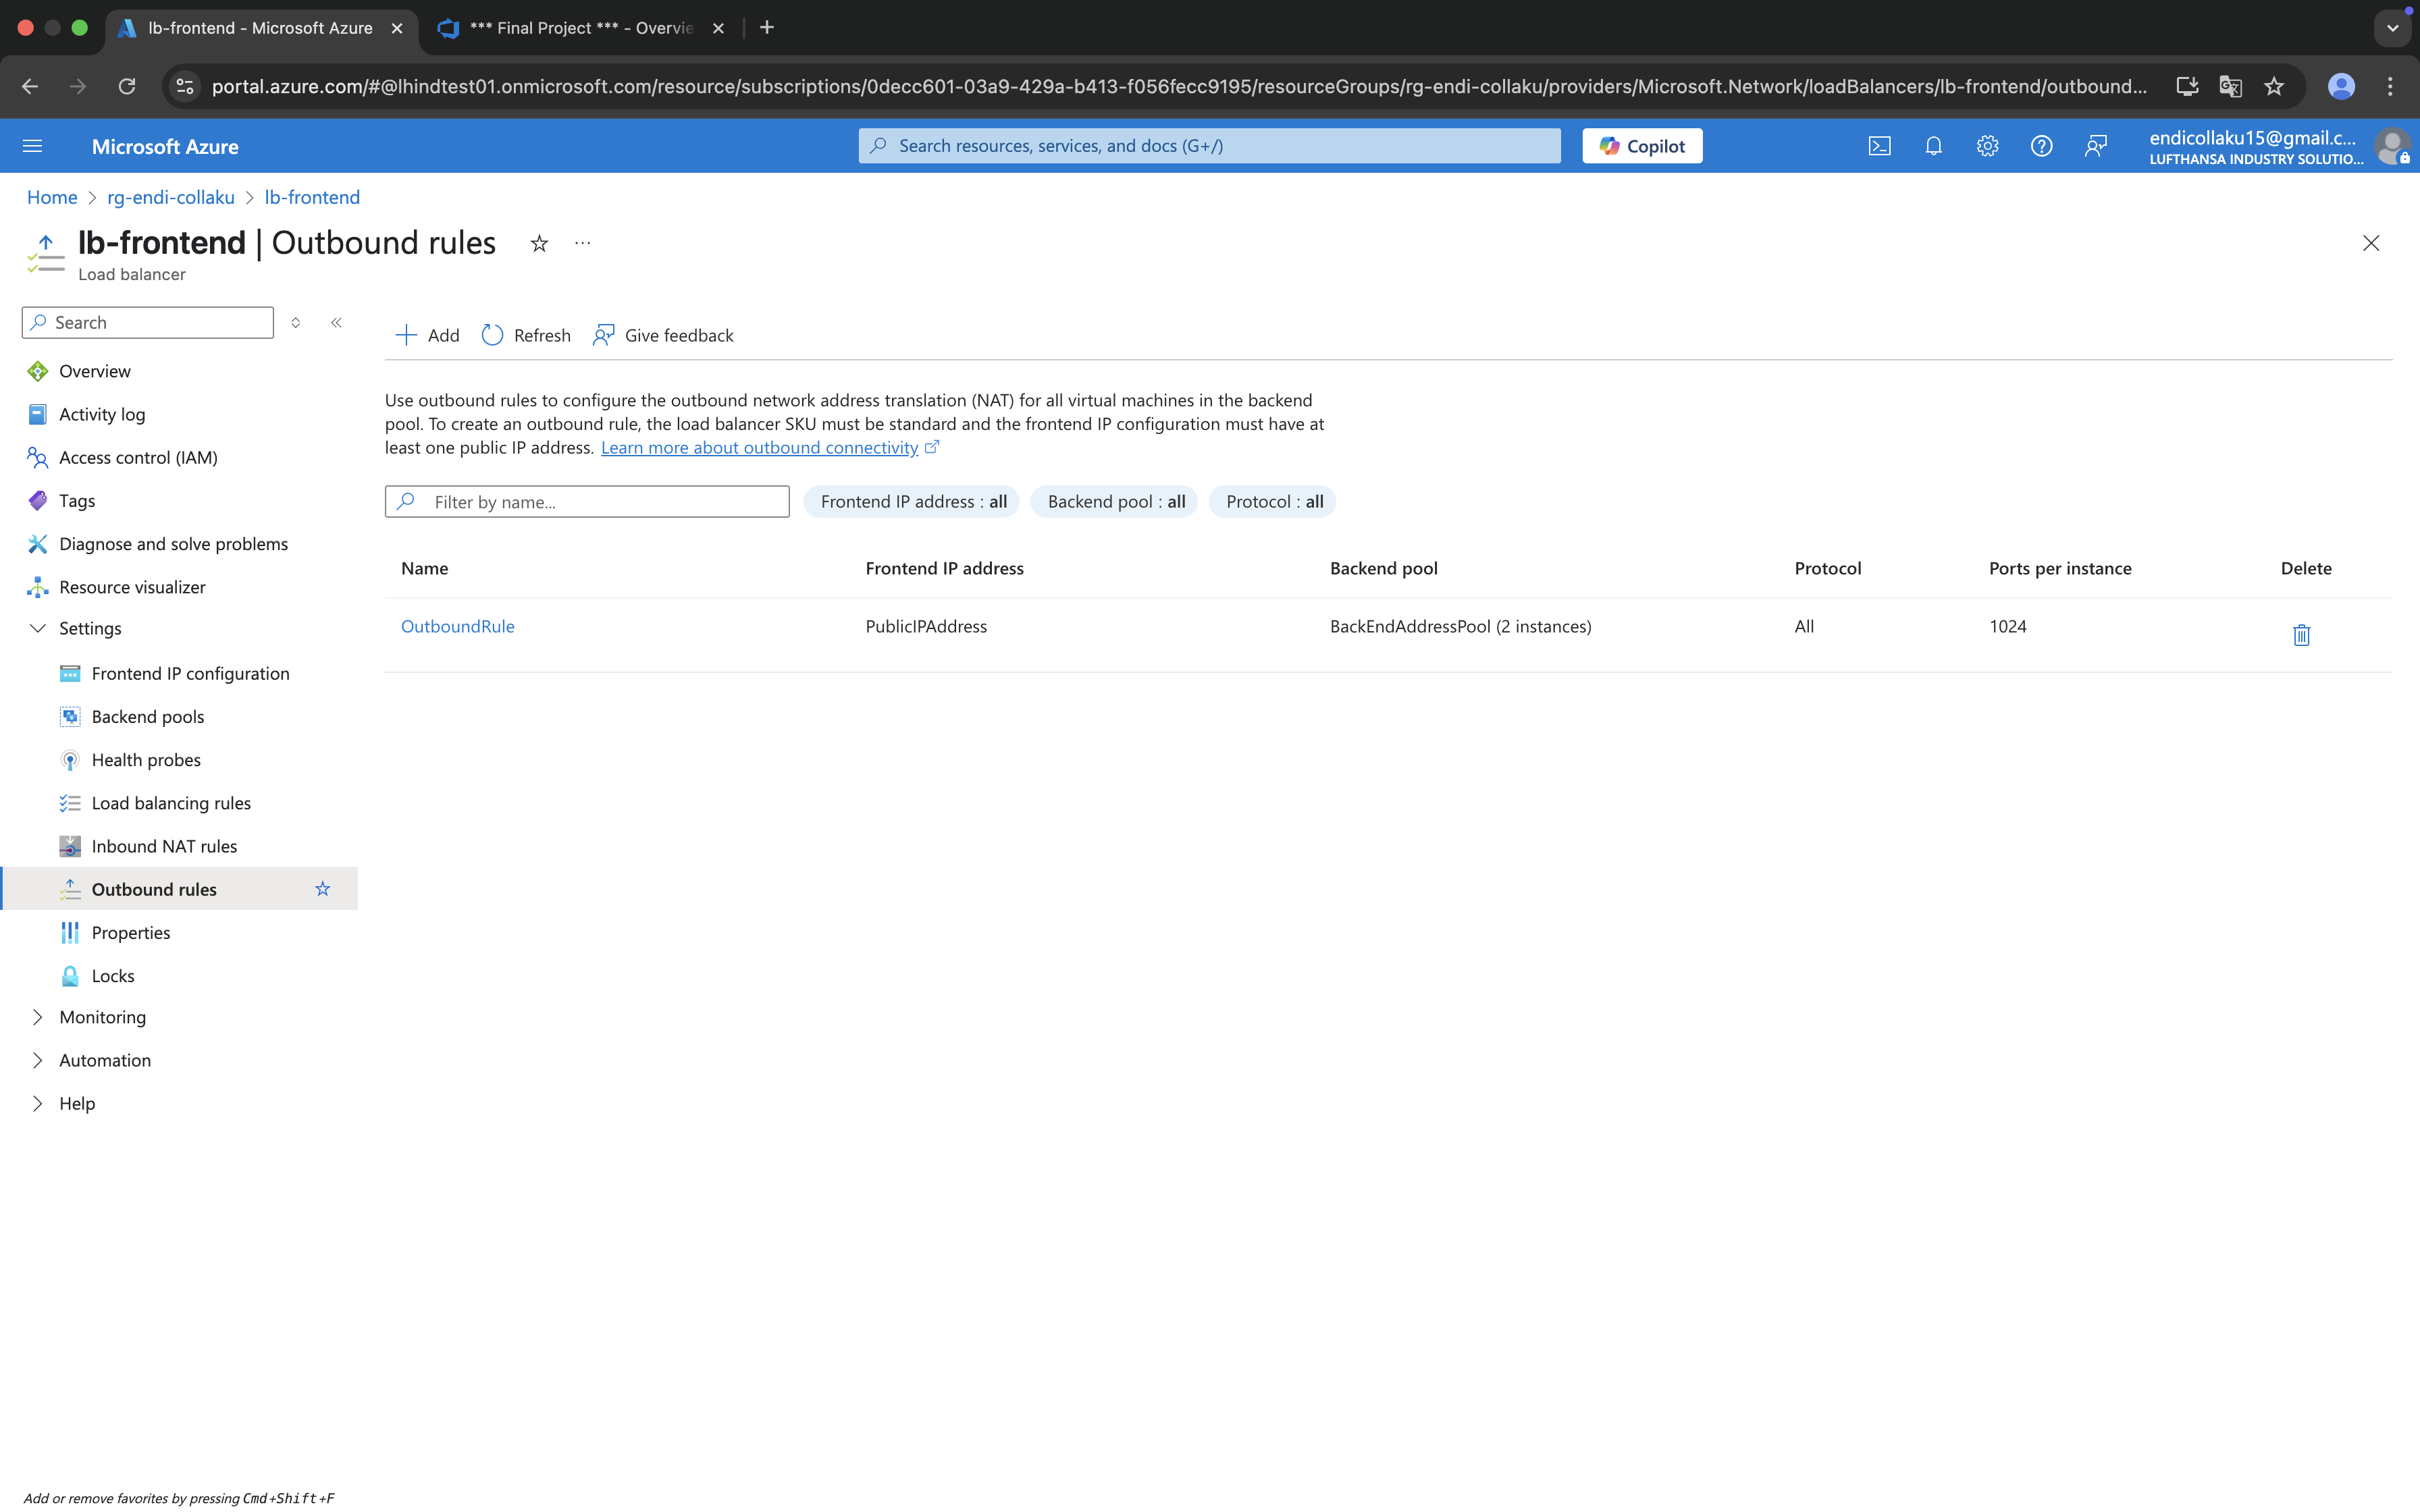 lb-frontend - Microsoft Azure
*** Final Project *** - Overvie
portal.azure.com/#@lhindtest01.onmicrosoft.com/resource/subscriptions/0decc601-03a9-429a-b413-f056fecc9195/resourceGroups/rg-endi-collaku/providers/Microsoft.Network/loadBalancers/lb-frontend/outbound...
Microsoft Azure
Search resources, services, and docs (G+/)
Copilot
endicollaku15@gmail.c...
LUFTHANSA INDUSTRY SOLUTIO...
Home > rg-endi-collaku > lb-frontend
lb-frontend | Outbound rules
Load balancer
Search
Overview
Activity log
Access control (IAM)
Tags
Diagnose and solve problems
Resource visualizer
Settings
Frontend IP configuration
Backend pools
Health probes
Load balancing rules
Inbound NAT rules
Outbound rules
Properties
Locks
Monitoring
Automation
Help
Add or remove favorites by pressing Cmd+Shift+F
Add Refresh Give feedback
Use outbound rules to configure the outbound network address translation (NAT) for all virtual machines in the backend
pool. To create an outbound rule, the load balancer SKU must be standard and the frontend IP configuration must have at
least one public IP address. Learn more about outbound connectivity
Filter by name... Frontend IP address : all Backend pool : all Protocol : all
Name Frontend IP address Backend pool Protocol Ports per instance Delete
OutboundRule PublicIPAddress BackEndAddressPool (2 instances) All 1024